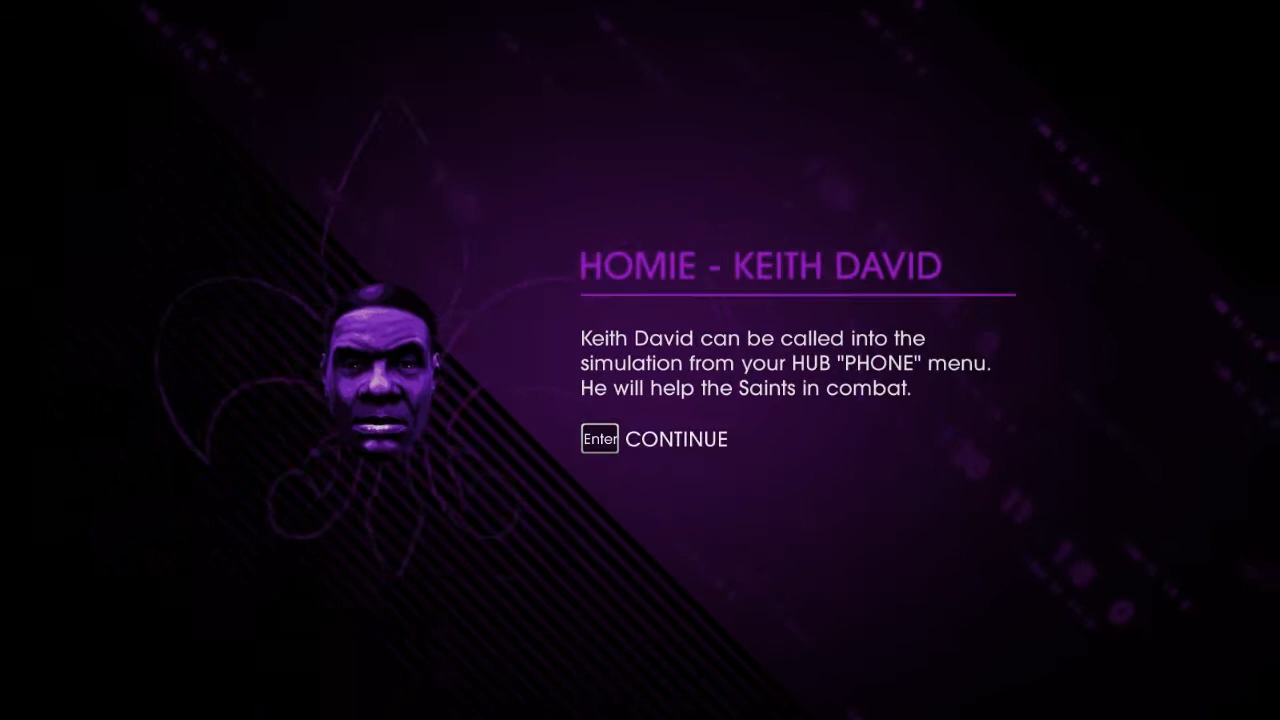 HOMIE - KEITH DAVID
Keith David can be called into the
simulation from your HUB "PHONE" menu.
He will help the Saints in combat.
Enter CONTINUE